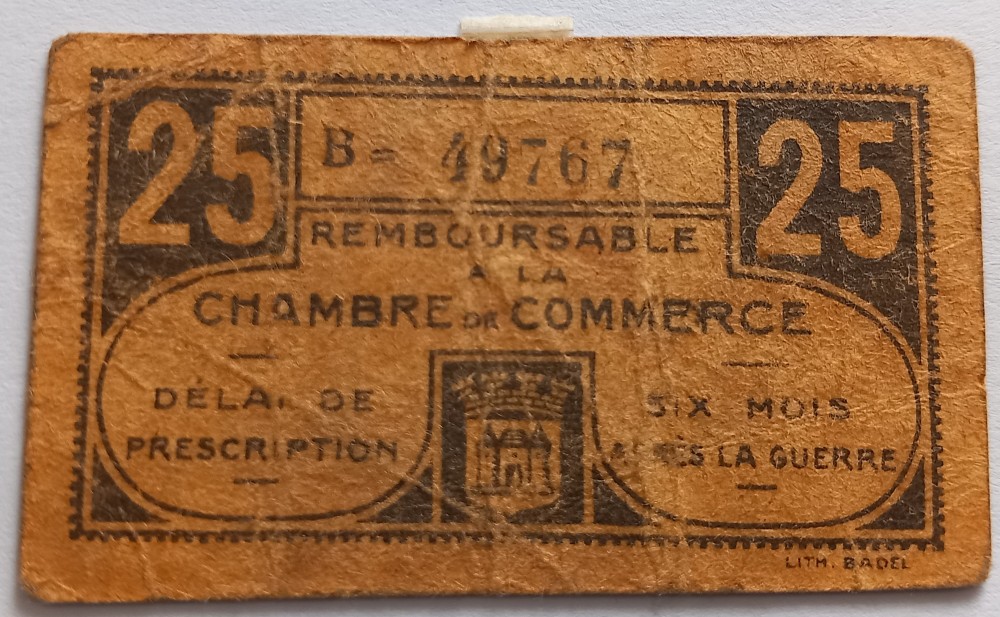 25
B- 49767
25
REMBOURSABLE
A LA
CHAMBRE DE COMMERCE
DÉLAI DE
PRESCRIPTION
SIX MOIS
APRÈS LA GUERRE
LITH. BADEL